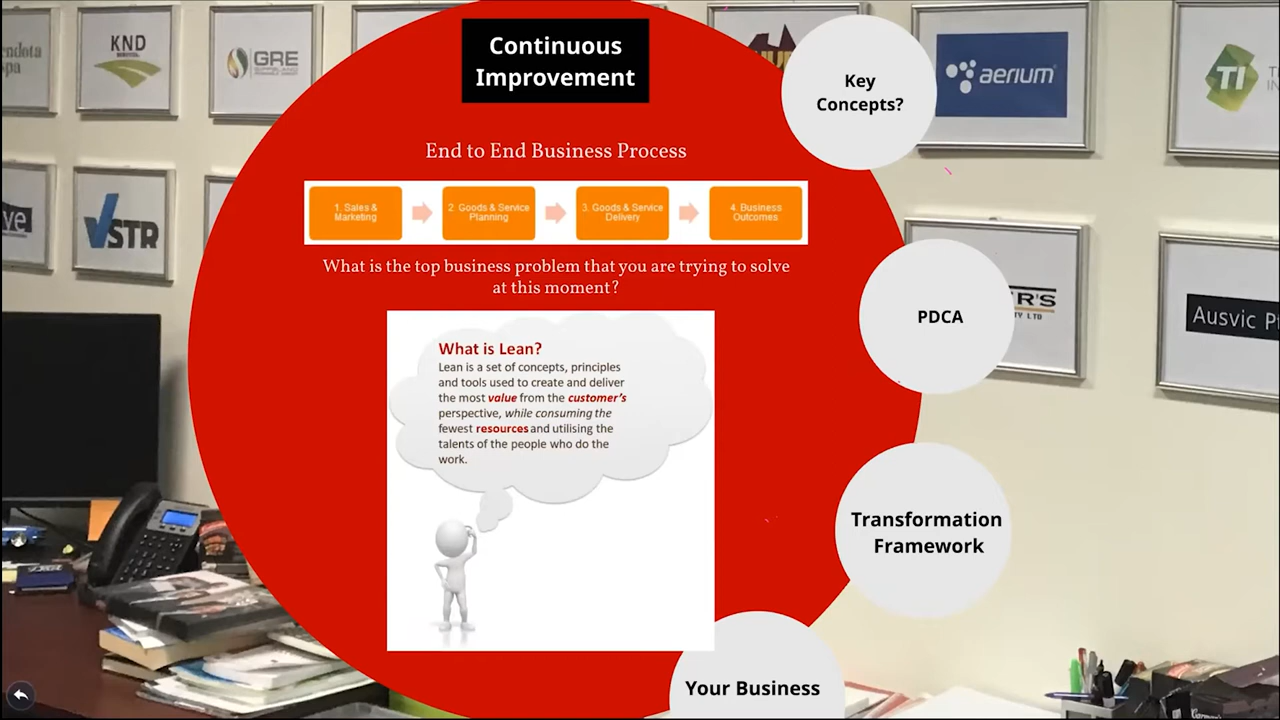 endota
spa
KND
GRE
aerium
TI
VSTR
R'S
Y LTD
Ausvic P
Continuous
Improvement
End to End Business Process
1. Sales &
Marketing
2. Goods & Service
Planning
3. Goods & Service
Delivery
4. Business
Outcomes
What is the top business problem that you are trying to solve
at this moment?
What is Lean?
Lean is a set of concepts, principles
and tools used to create and deliver
the most value from the customer's
perspective, while consuming the
fewest resources and utilising the
talents of the people who do the
work.
Key
Concepts?
PDCA
Transformation
Framework
Your Business